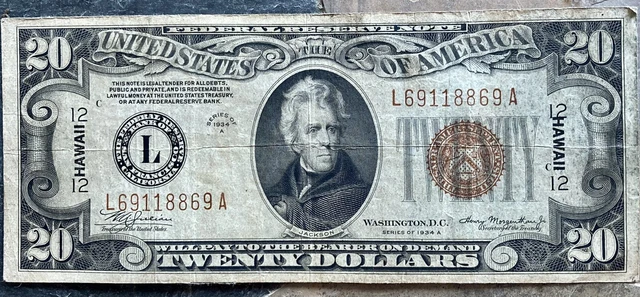 FEDERAL RESERVE NOTE
20
UNITED STATES
THE
OF AMERICA
20
THIS NOTE IS LEGAL TENDER FOR ALL DEBTS,
PUBLIC AND PRIVATE, AND IS REDEEMABLE IN
LAWFUL MONEY AT THE UNITED STATES TREASURY,
OR AT ANY FEDERAL RESERVE BANK.
C
SERIES OF
1934
A
L69118869A
12
HAWAII
12
L
12
HAWAII
C
12
L69118869A
Treasurer of the United States
JACKSON
WASHINGTON, D.C.
SERIES OF 1934 A
Henry Morgenthau Jr
Secretary of the Treasury
20
WILL PAY TO THE BEARER ON DEMAND
TWENTY DOLLARS
20